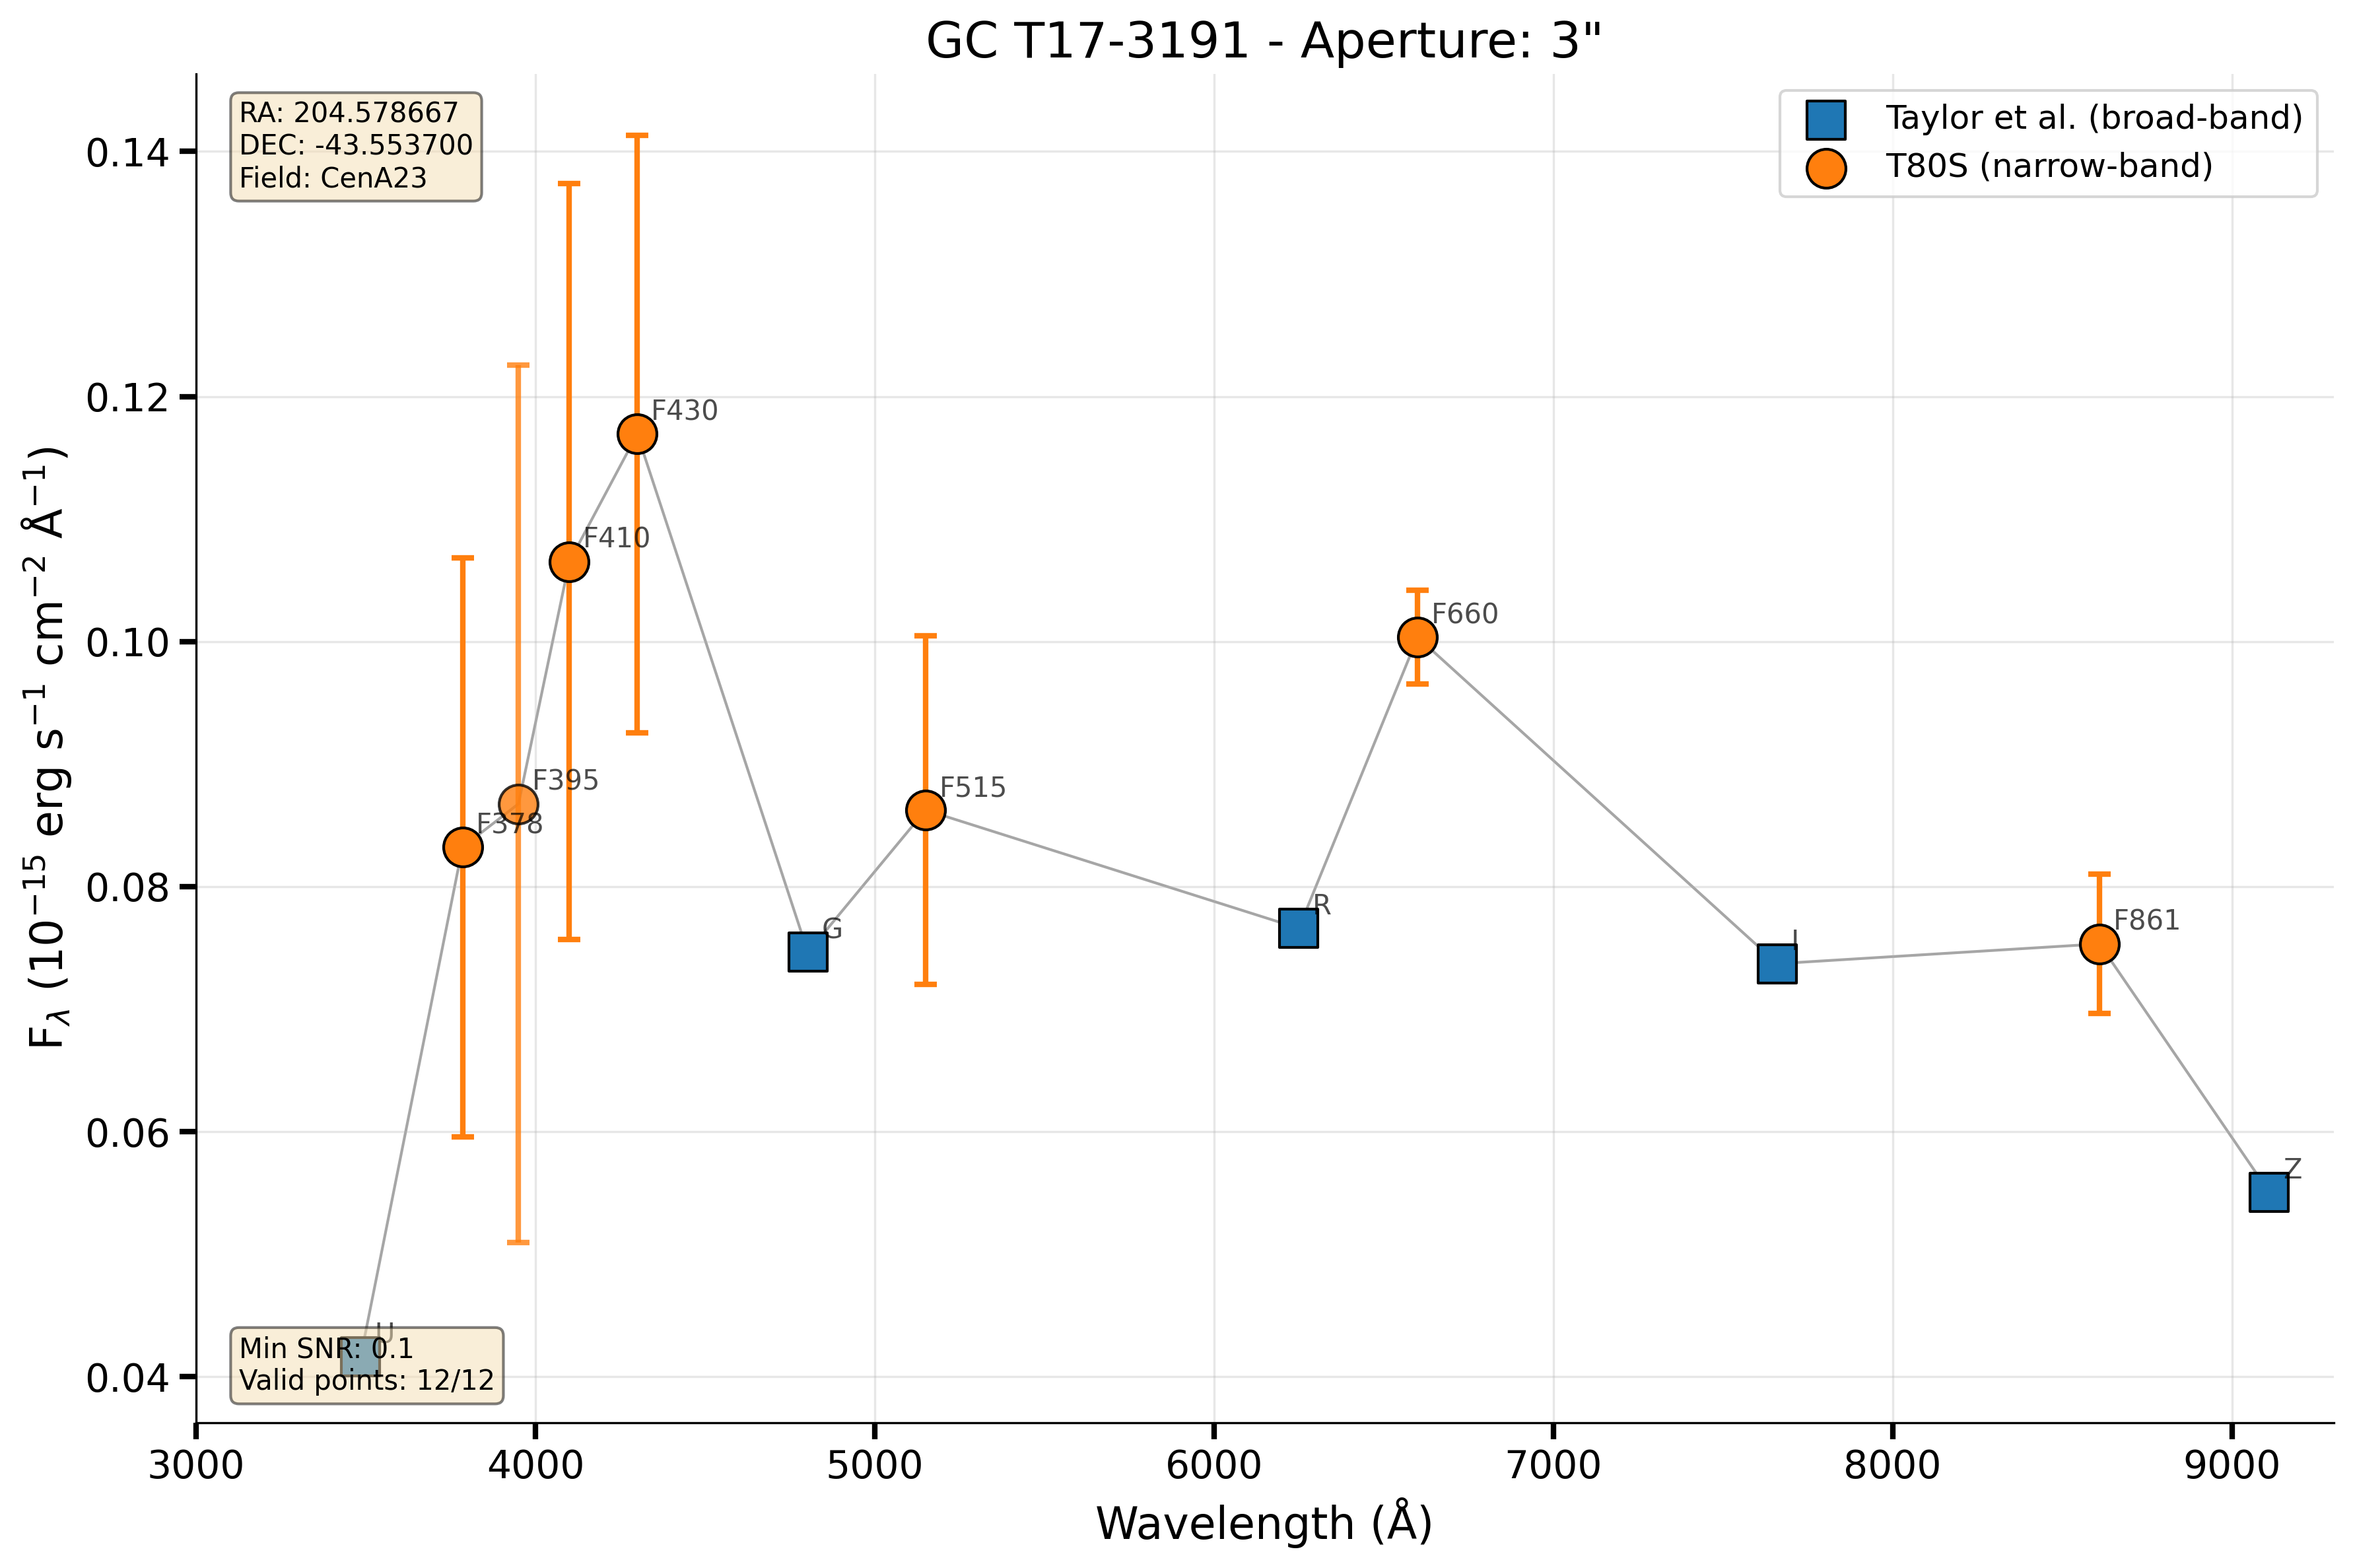 GC T17-3191 - Aperture: 3"
RA: 204.578667
DEC: -43.553700
Field: CenA23
Taylor et al. (broad-band)
T80S (narrow-band)
F430
F410
F395
F378
F515
F660
F861
G
R
I
Z
U
Min SNR: 0.1
Valid points: 12/12
0.14
0.12
0.10
0.08
0.06
0.04
F$_{λ}$ (10$^{-15}$ erg s$^{-1}$ cm$^{-2}$ Å$^{-1}$)
3000 4000 5000 6000 7000 8000 9000
Wavelength (Å)